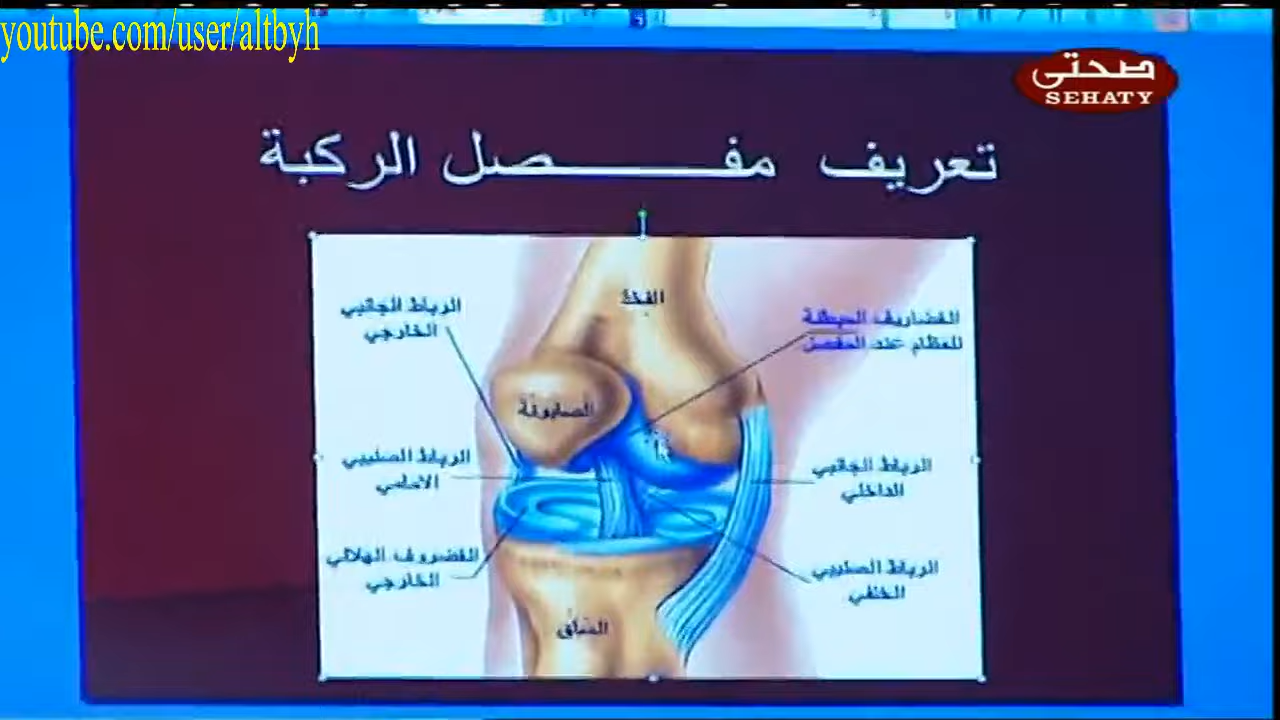 youtube.com/user/altbyh
صحتى
SEHATY
تعريف مفـــــــصل الركبة
الفخذ
الرباط الجانبي
الخارجي
الغضاريف المبطنة
للعظام عند المفصل
الصابونة
الرباط الصليبي
الامامي
الرباط الجانبي
الداخلي
الغضروف الهلالي
الخارجي
الرباط الصليبي
الخلفي
الساق